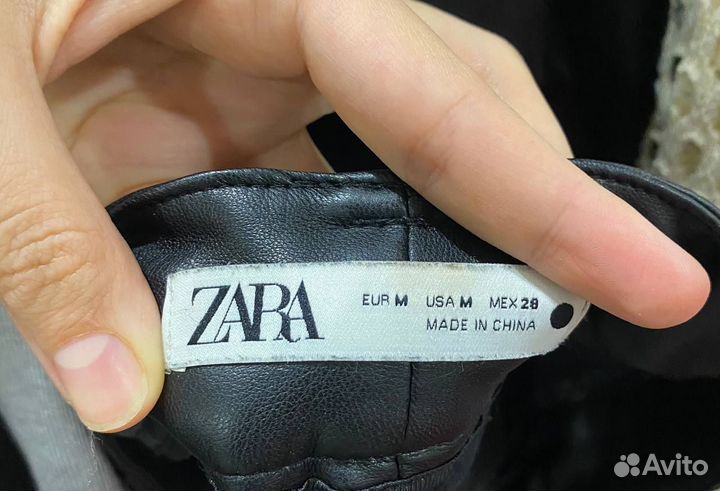 ZARA
EUR M USA M MEX 28
MADE IN CHINA
Avito